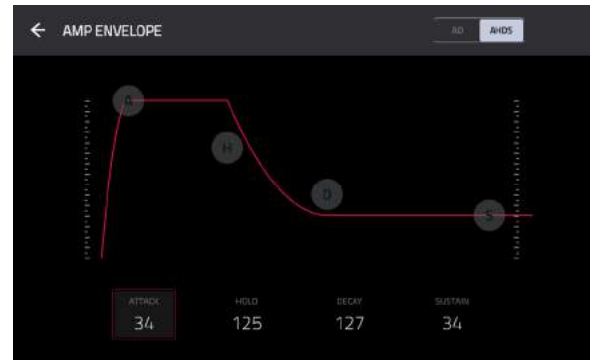 AMP ENVELOPE
AD AHDS
A
H
D
S
ATTACK HOLD DECAY SUSTAIN
34 125 127 34